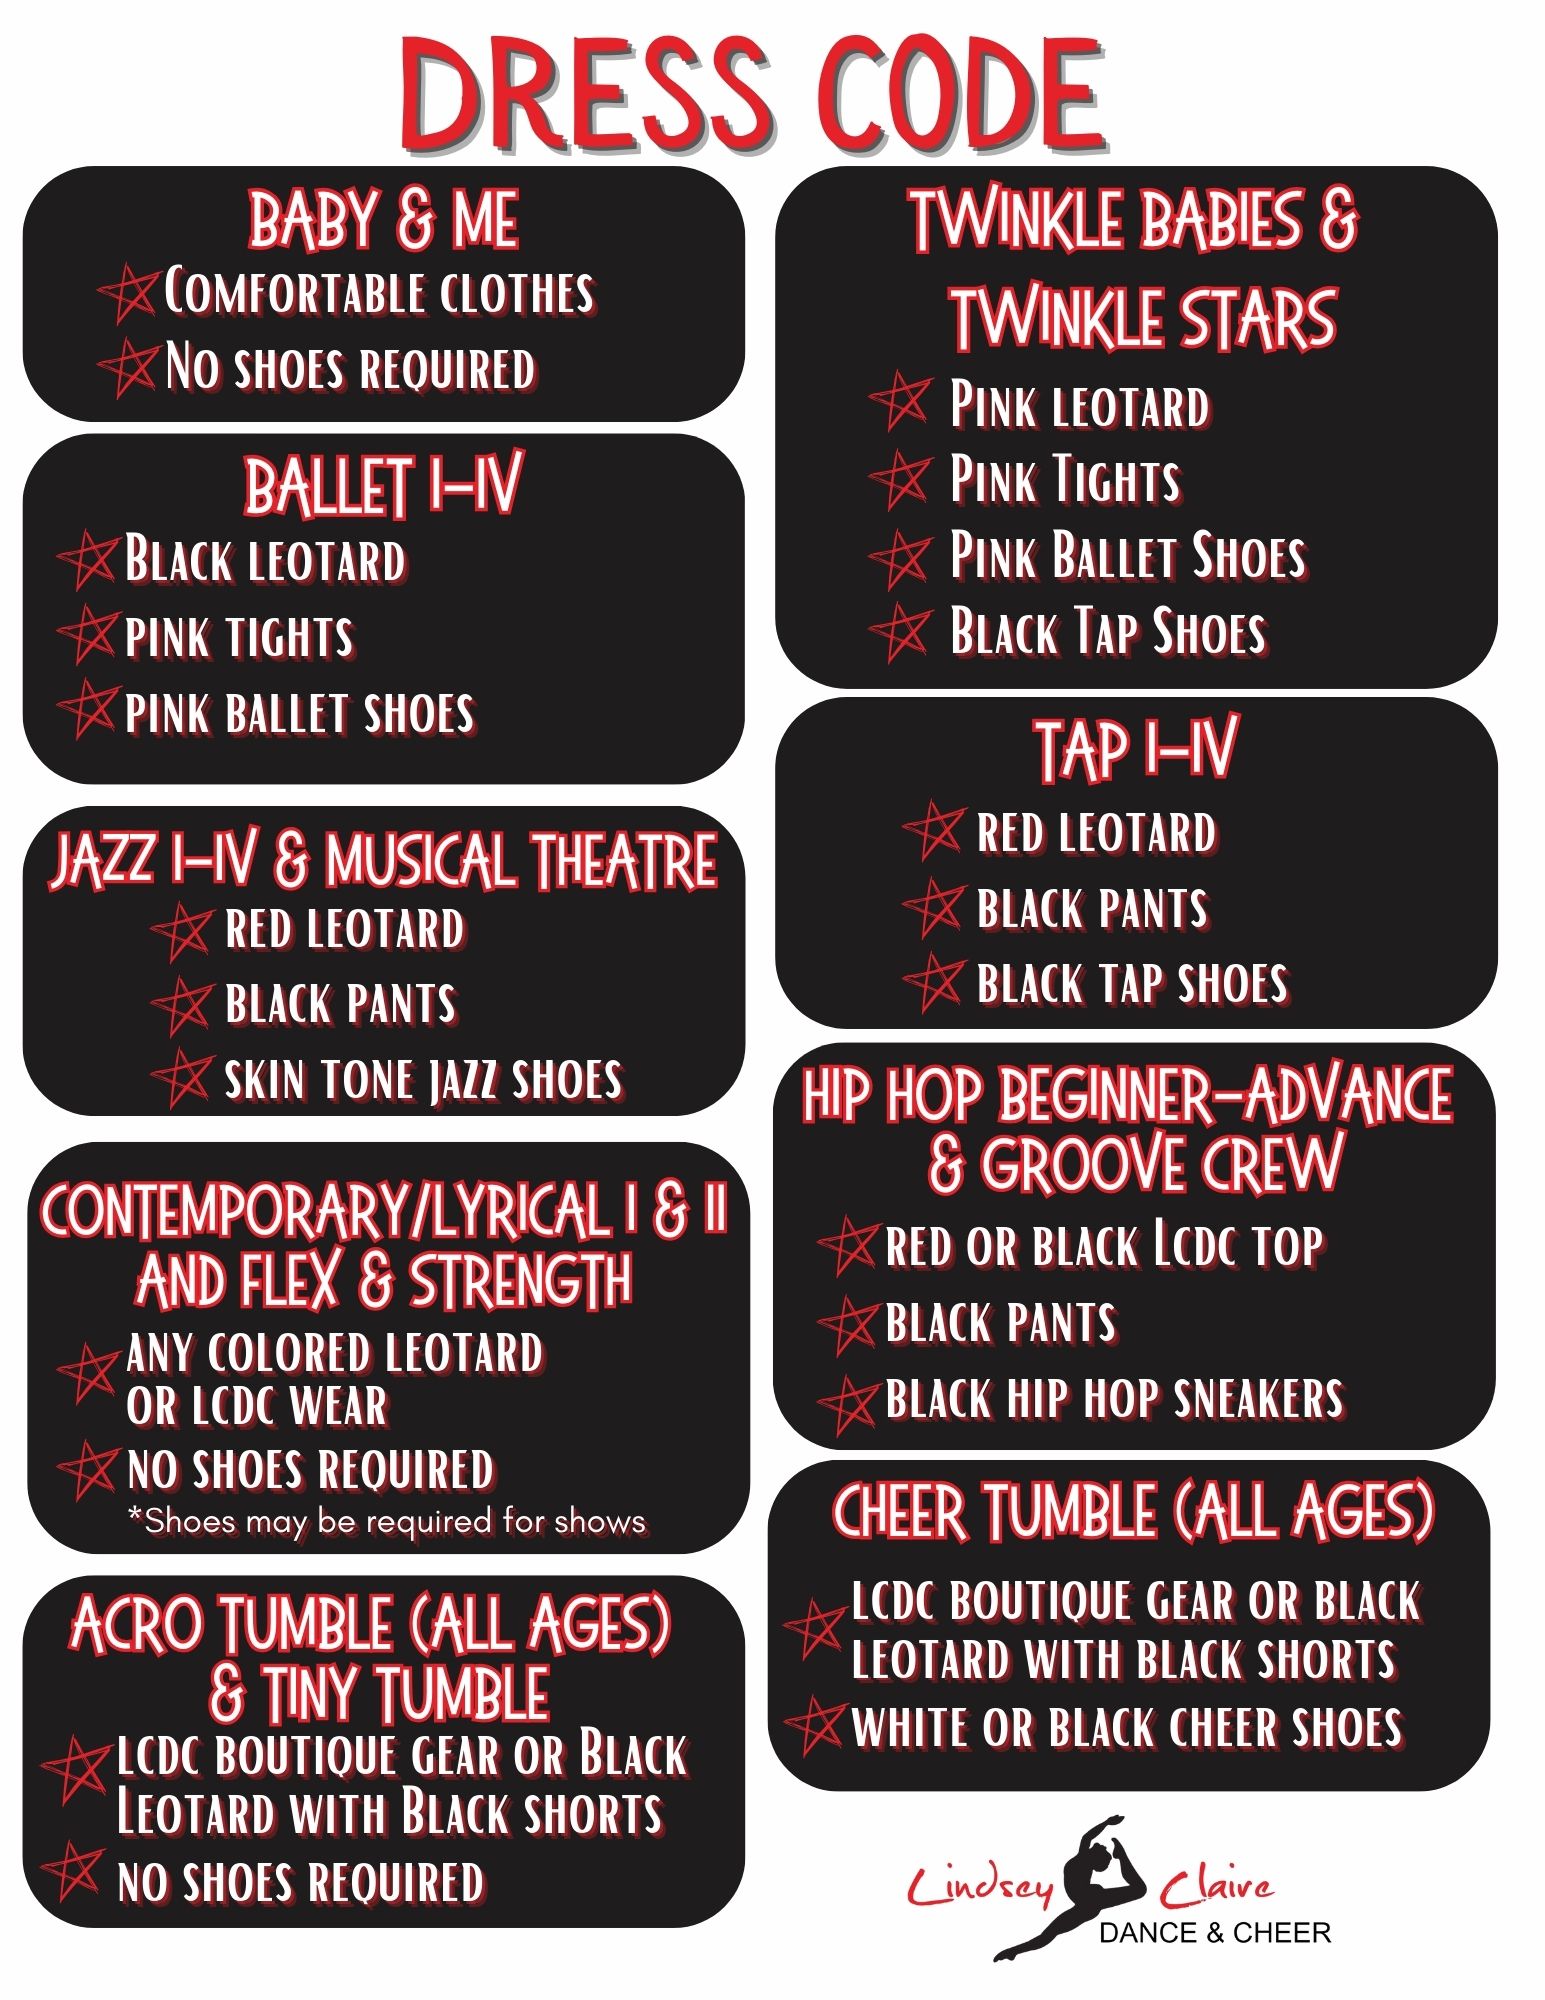 DRESS CODE
BABY & ME
Comfortable clothes
No shoes required
BALLET I-IV
Black leotard
pink tights
pink ballet shoes
JAZZ I-IV & MUSICAL THEATRE
red leotard
black pants
skin tone jazz shoes
CONTEMPORARY/LYRICAL I & II
AND FLEX & STRENGTH
any colored leotard
or lcdc wear
no shoes required
*Shoes may be required for shows
ACRO TUMBLE (ALL AGES)
& TINY TUMBLE
lcdc boutique gear or Black
Leotard with Black shorts
no shoes required
TWINKLE BABIES &
TWINKLE STARS
Pink leotard
Pink Tights
Pink Ballet Shoes
Black Tap Shoes
TAP I-IV
red leotard
black pants
black tap shoes
HIP HOP BEGINNER-ADVANCE
& GROOVE CREW
red or black Lcdc top
black pants
black hip hop sneakers
CHEER TUMBLE (ALL AGES)
lcdc boutique gear or black
leotard with black shorts
white or black cheer shoes
Lindsey Claire
DANCE & CHEER